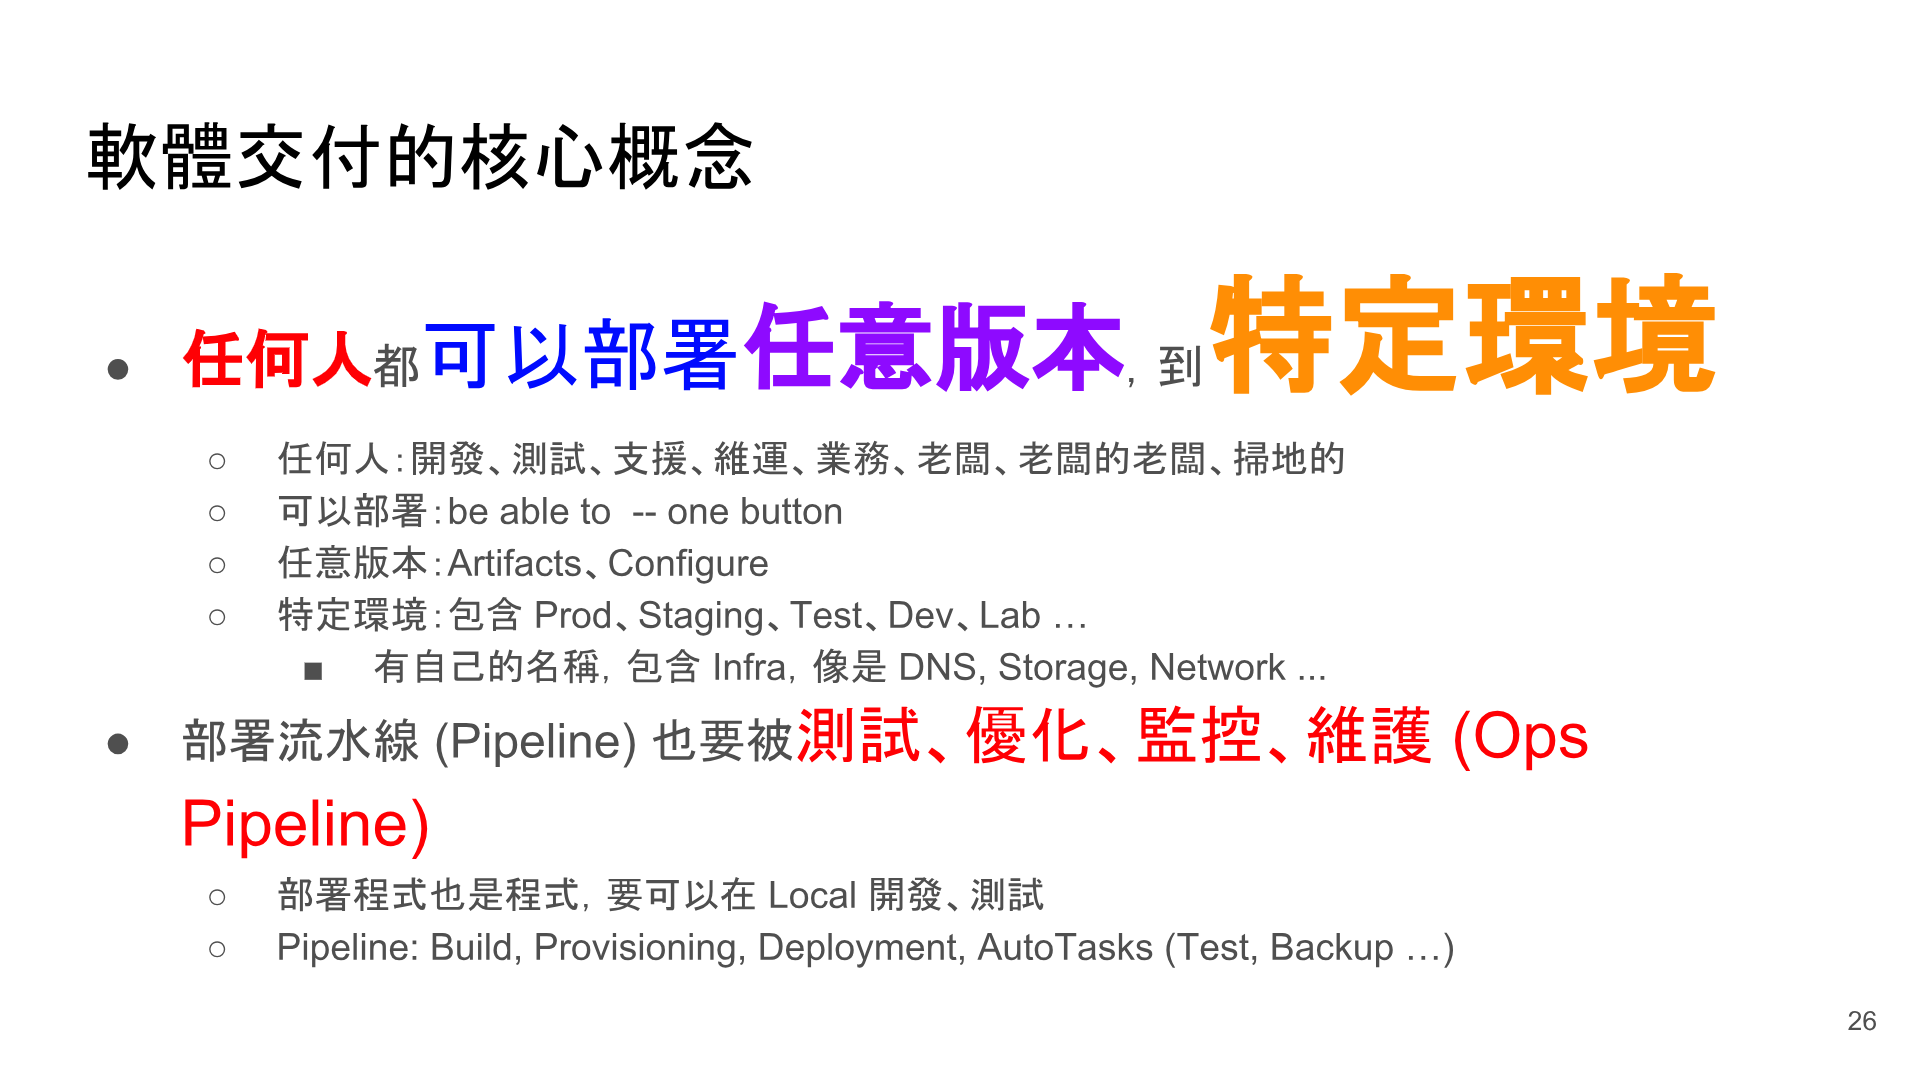 軟體交付的核心概念
● 任何人都可以部署任意版本，到特定環境
○ 任何人：開發、測試、支援、維運、業務、老闆、老闆的老闆、掃地的
○ 可以部署：be able to -- one button
○ 任意版本：Artifacts、Configure
○ 特定環境：包含 Prod、Staging、Test、Dev、Lab …
■ 有自己的名稱，包含 Infra，像是 DNS, Storage, Network ...
● 部署流水線 (Pipeline) 也要被測試、優化、監控、維護 (Ops
Pipeline)
○ 部署程式也是程式，要可以在 Local 開發、測試
○ Pipeline: Build, Provisioning, Deployment, AutoTasks (Test, Backup …)
26